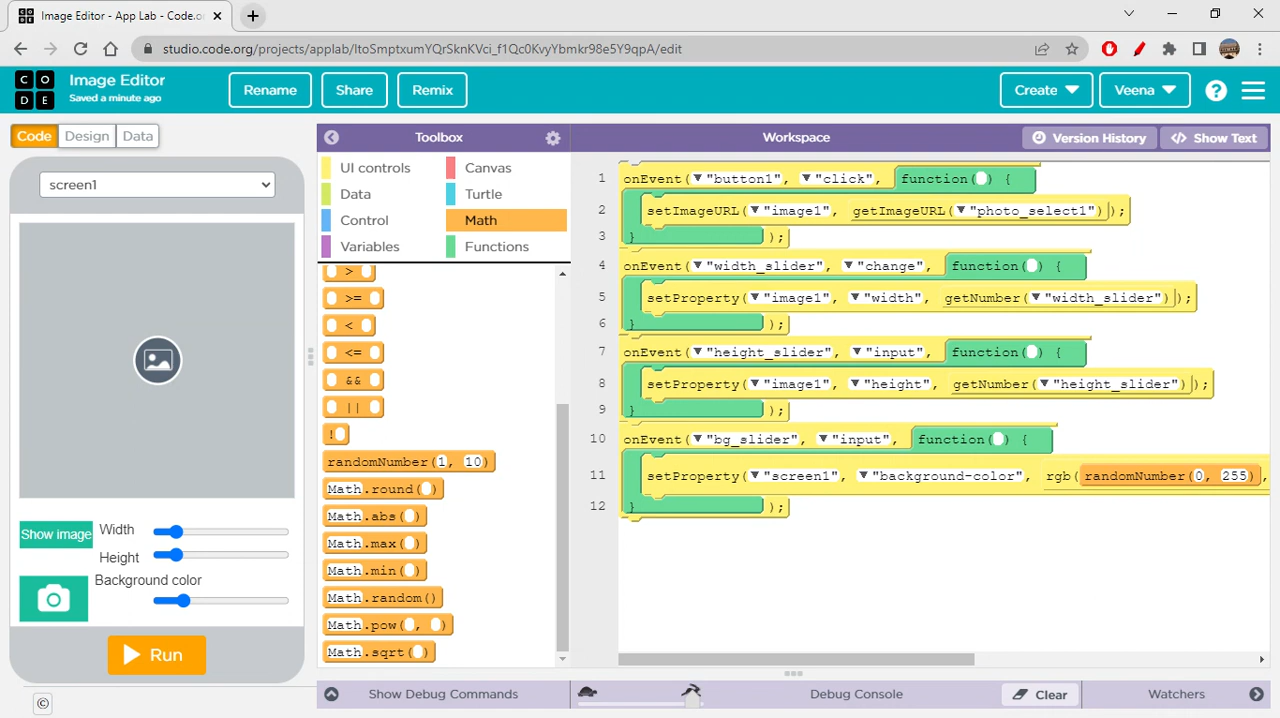 Image Editor - App Lab - Code.o
studio.code.org/projects/applab/ItoSmptxumYQrSknKVci_f1Qc0KvyYbmkr98e5Y9qpA/edit
CODE
Image Editor
Saved a minute ago
Rename
Share
Remix
Create
Veena
?
Code
Design
Data
Toolbox
Workspace
Version History
</> Show Text
screen1
UI controls
Canvas
Data
Turtle
Control
Math
Variables
Functions
>
>=
<
<=
&&
||
!
randomNumber(1, 10)
Math.round()
Math.abs()
Math.max()
Math.min()
Math.random()
Math.pow(, )
Math.sqrt()
1 onEvent("button1", "click", function() {
2 setImageURL("image1", getImageURL("photo_select1"));
3 });
4 onEvent("width_slider", "change", function() {
5 setProperty("image1", "width", getNumber("width_slider"));
6 });
7 onEvent("height_slider", "input", function() {
8 setProperty("image1", "height", getNumber("height_slider"));
9 });
10 onEvent("bg_slider", "input", function() {
11 setProperty("screen1", "background-color", rgb(randomNumber(0, 255),
12 });
Show image
Width
Height
Background color
Run
©
Show Debug Commands
Debug Console
Clear
Watchers